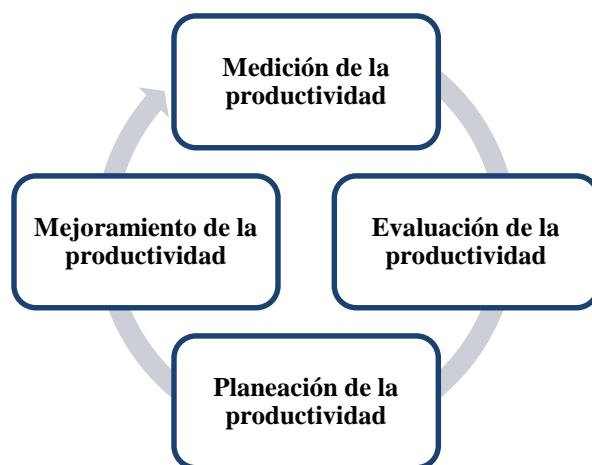 Medición de la
productividad
Evaluación de la
productividad
Planeación de la
productividad
Mejoramiento de la
productividad